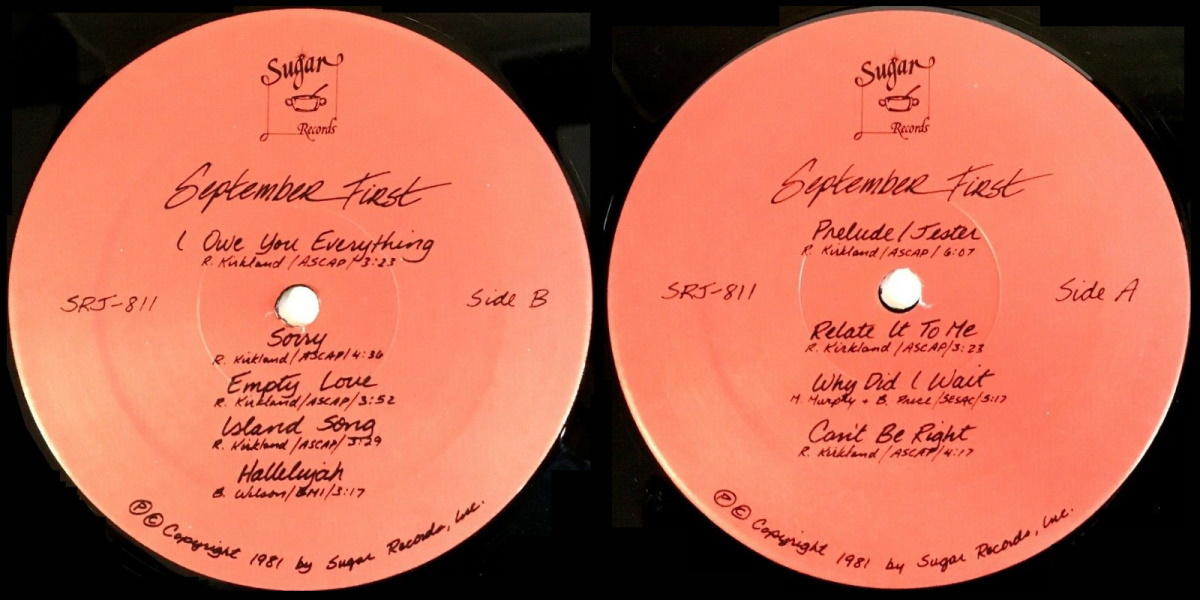 Sugar
Records
September First
I Owe You Everything
R. Kirkland/ASCAP/3:23
SRJ-811
Side B
Sorry
R. Kirkland/ASCAP/4:36
Empty Love
R. Kirkland/ASCAP/3:52
Island Song
R. Kirkland/ASCAP/3:29
Hallelujah
B. Wilson/BMI/3:17
Ⓟ © Copyright 1981 by Sugar Records, Inc.
Sugar
Records
September First
Prelude/Jester
R. Kirkland/ASCAP/6:07
SRJ-811
Side A
Relate It To Me
R. Kirkland/ASCAP/3:23
Why Did I Wait
M. Murphy + B. Price/SESAC/5:17
Can't Be Right
R. Kirkland/ASCAP/4:17
Ⓟ © Copyright 1981 by Sugar Records, Inc.